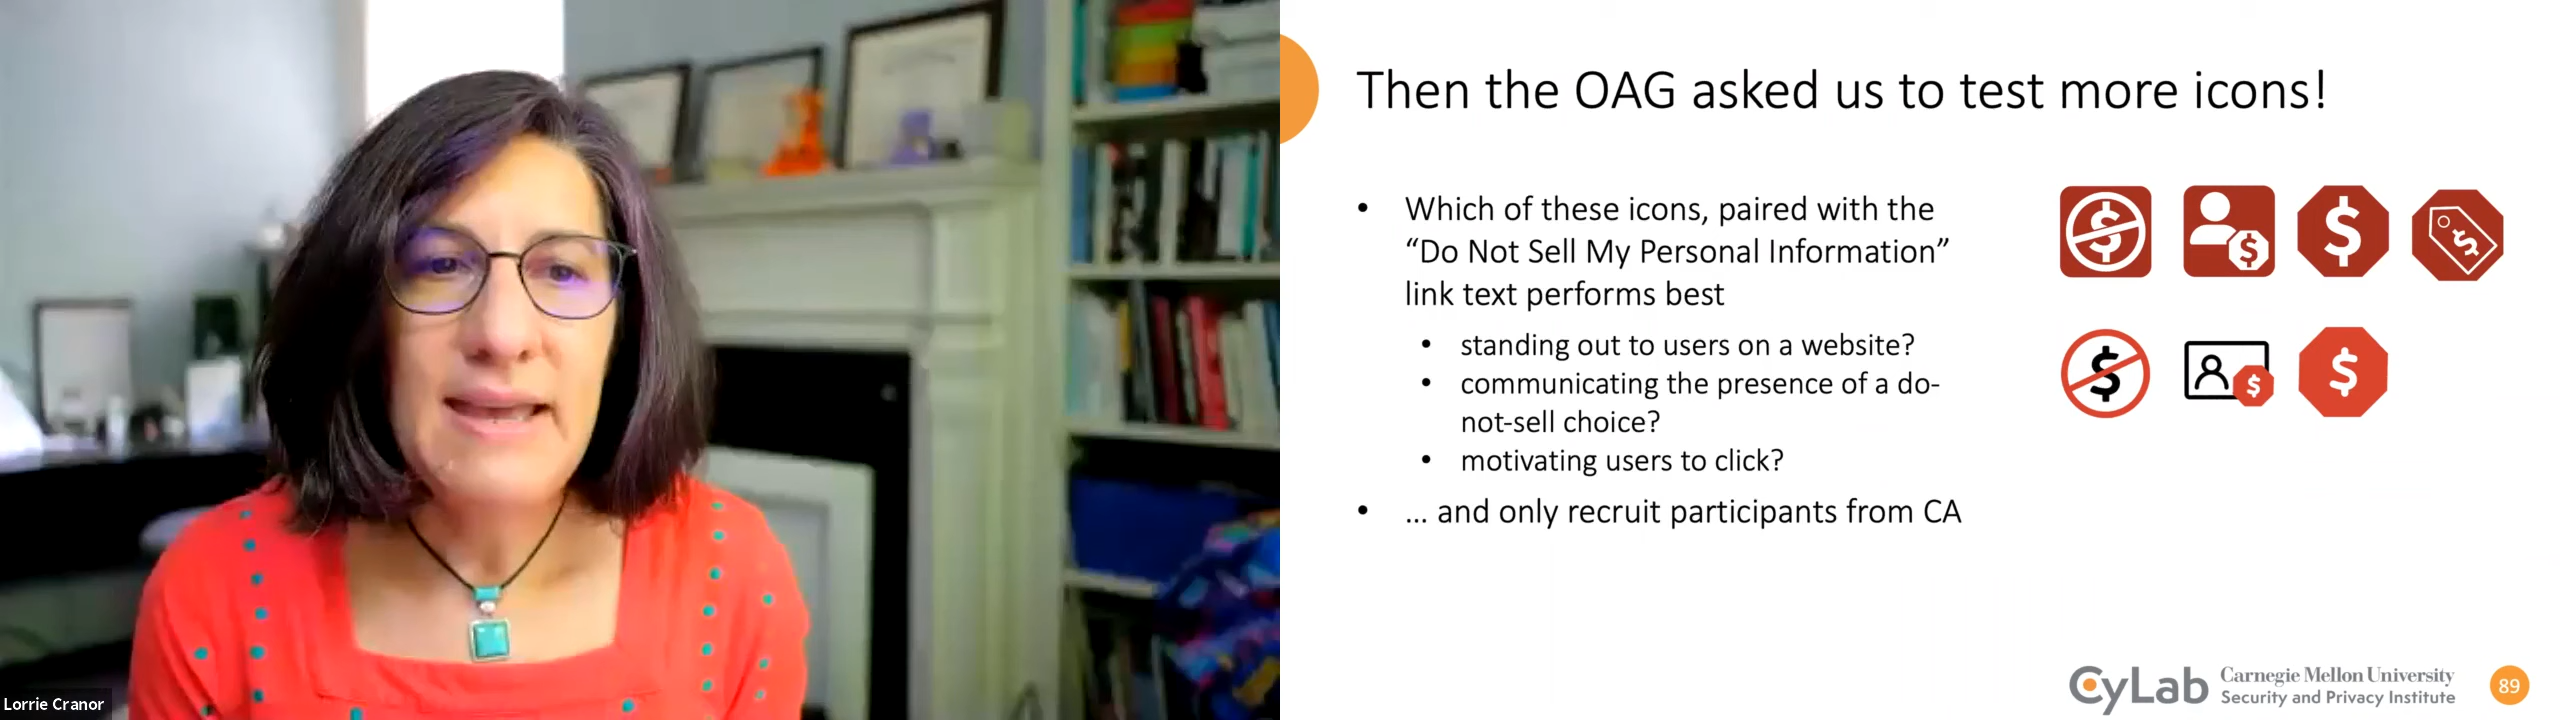 Lorrie Cranor
Then the OAG asked us to test more icons!
• Which of these icons, paired with the
“Do Not Sell My Personal Information”
link text performs best
• standing out to users on a website?
• communicating the presence of a do-
not-sell choice?
• motivating users to click?
• ... and only recruit participants from CA
$ $ $ $
$ $ $
CyLab Carnegie Mellon University
Security and Privacy Institute
89